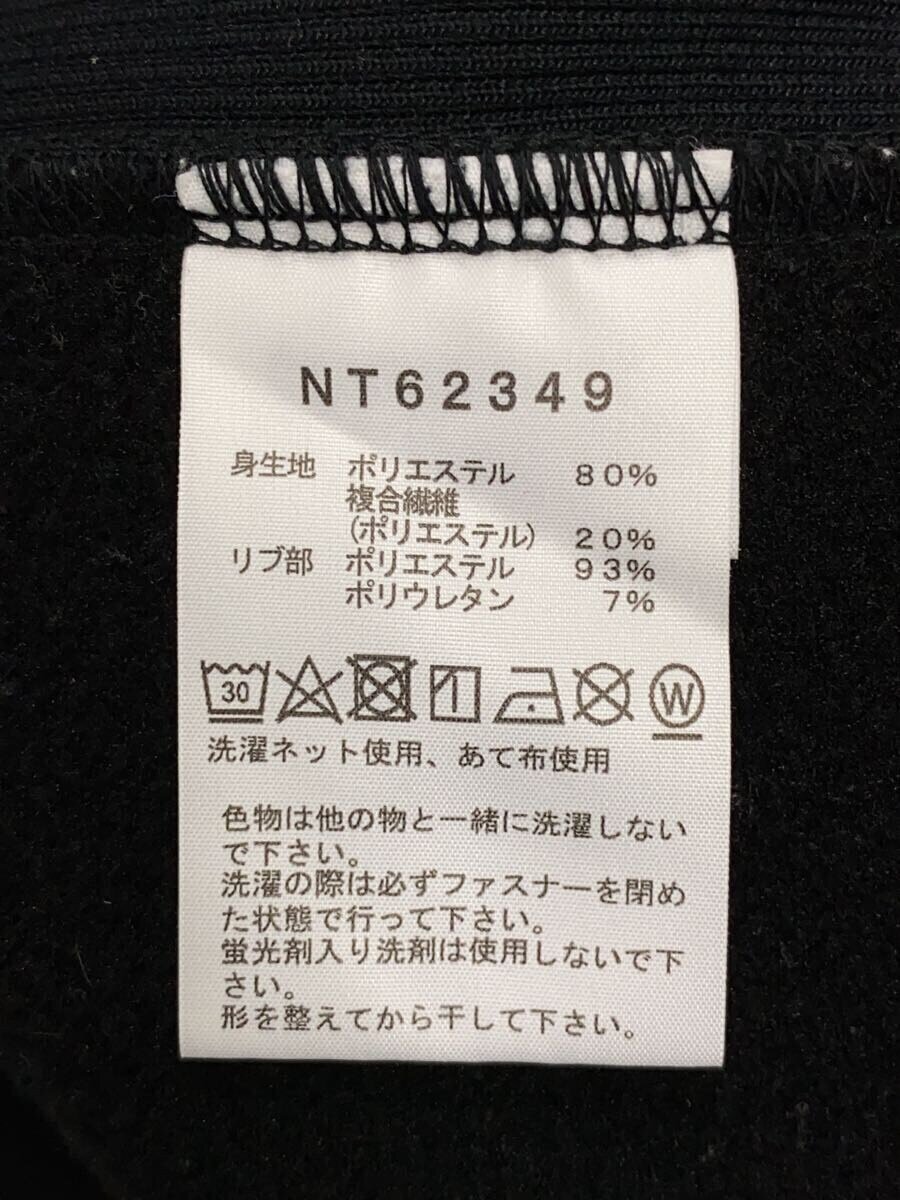 NT62349
身生地 ポリエステル 80%
複合繊維
(ポリエステル) 20%
リブ部 ポリエステル 93%
ポリウレタン 7%
30 W
洗濯ネット使用、あて布使用
色物は他の物と一緒に洗濯しない
で下さい。
洗濯の際は必ずファスナーを閉め
た状態で行って下さい。
蛍光剤入り洗剤は使用しないで下
さい。
形を整えてから干して下さい。